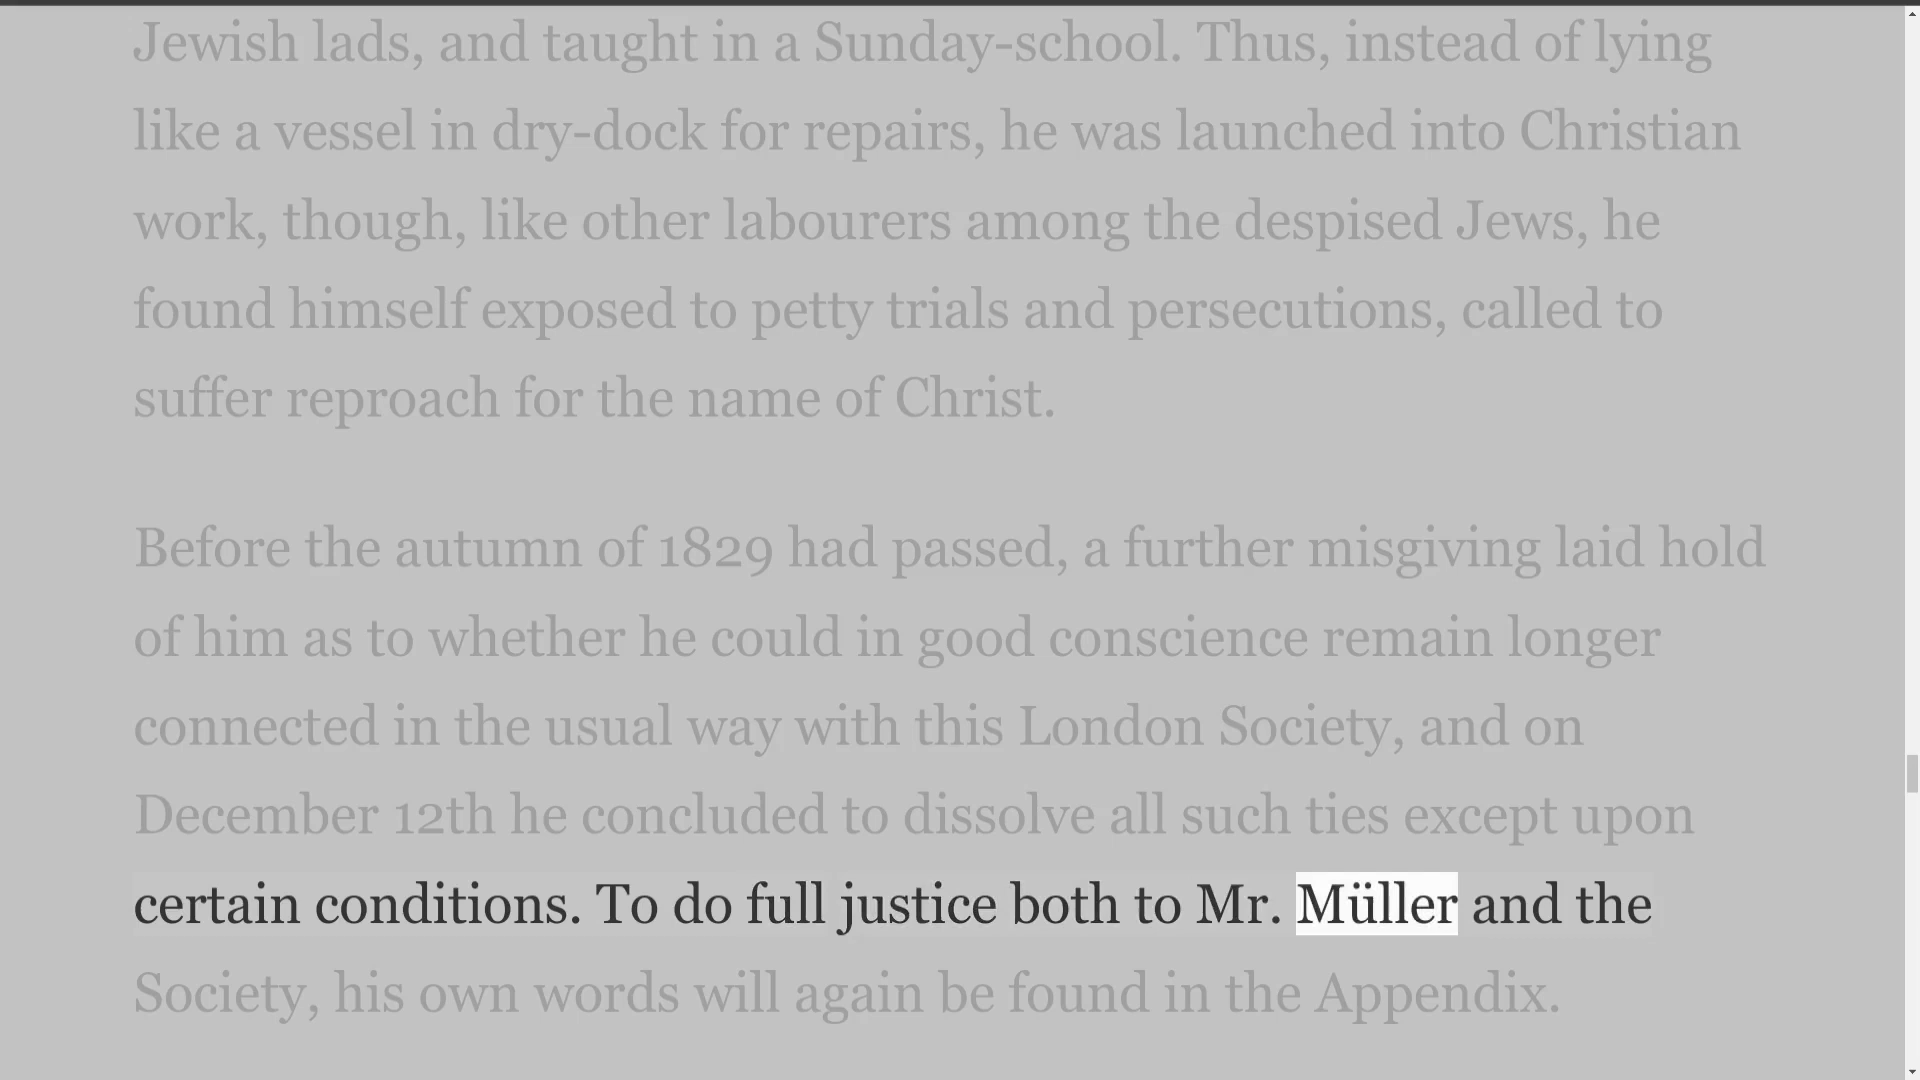 Jewish lads, and taught in a Sunday-school. Thus, instead of lying
like a vessel in dry-dock for repairs, he was launched into Christian
work, though, like other labourers among the despised Jews, he
found himself exposed to petty trials and persecutions, called to
suffer reproach for the name of Christ.
Before the autumn of 1829 had passed, a further misgiving laid hold
of him as to whether he could in good conscience remain longer
connected in the usual way with this London Society, and on
December 12th he concluded to dissolve all such ties except upon
certain conditions. To do full justice both to Mr. Müller and the
Society, his own words will again be found in the Appendix.